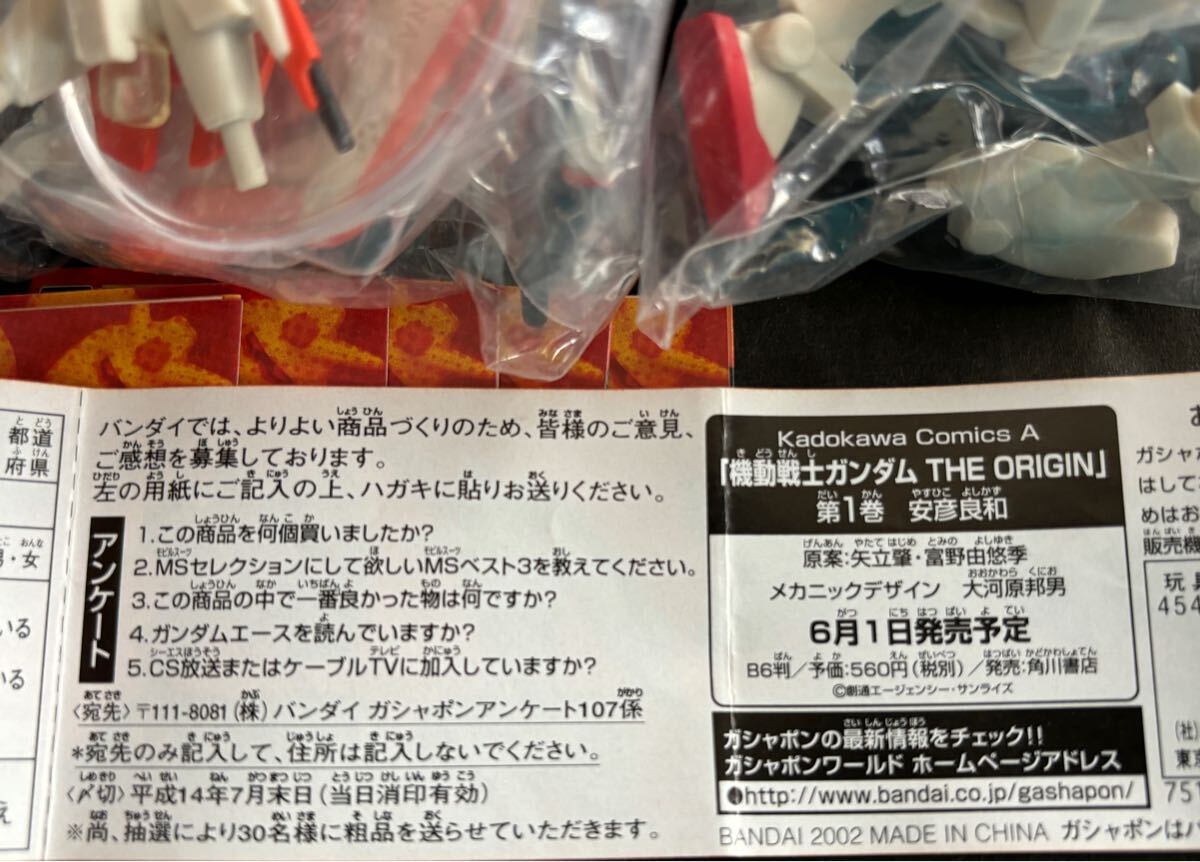 都道
府県
男・女
いる
いる
え
バンダイでは、よりよい商品づくりのため、皆様のご意見、
ご感想を募集しております。
左の用紙にご記入の上、ハガキに貼りお送りください。
アンケート
1.この商品を何個買いましたか?
2.MSセレクションにして欲しいMSベスト3を教えてください。
3.この商品の中で一番良かった物は何ですか?
4.ガンダムエースを読んでいますか?
5.CS放送またはケーブルTVに加入していますか?
〈宛先〉〒111-8081(株)バンダイ ガシャポンアンケート107係
*宛先のみ記入して、住所は記入しないでください。
〈〆切〉平成14年7月末日(当日消印有効)
※尚、抽選により30名様に粗品を送らせていただきます。
Kadokawa Comics A
「機動戦士ガンダム THE ORIGIN」
第1巻 安彦良和
原案:矢立肇・富野由悠季
メカニックデザイン 大河原邦男
6月1日発売予定
B6判/予価:560円(税別)/発売:角川書店
©創通エージェンシー・サンライズ
ガシャポンの最新情報をチェック!!
ガシャポンワールド ホームページアドレス
http://www.bandai.co.jp/gashapon/
BANDAI 2002 MADE IN CHINA ガシャポンはバ
お
ガシャポ
はして
めはお
販売機
玩具
454
(社)
東京
751